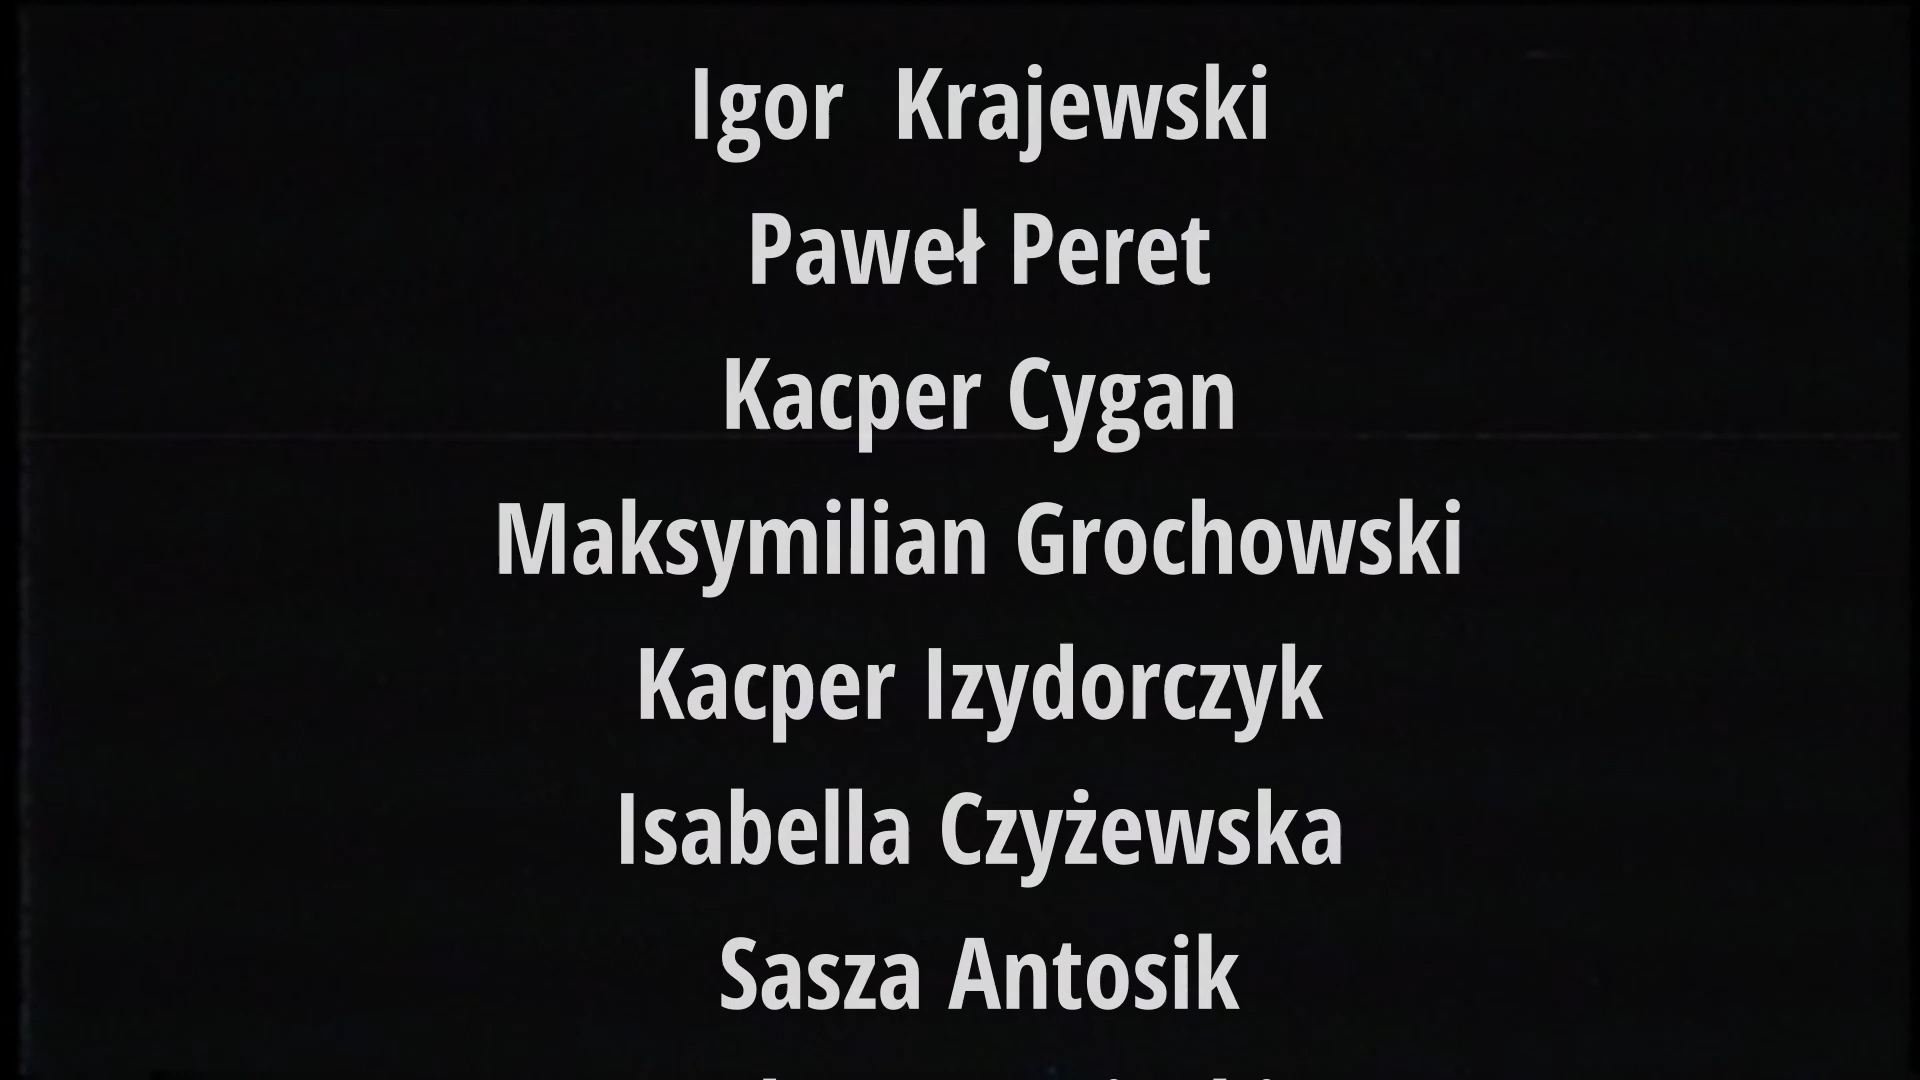 Igor  Krajewski
Paweł Peret
Kacper Cygan
Maksymilian Grochowski
Kacper Izydorczyk
Isabella Czyżewska
Sasza Antosik